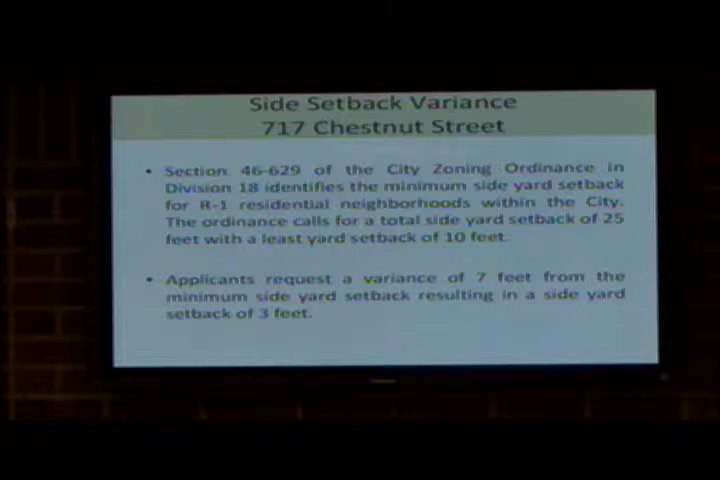 Side Setback Variance
717 Chestnut Street
• Section 46-629 of the City Zoning Ordinance in
Division 18 identifies the minimum side yard setback
for R-1 residential neighborhoods within the City.
The ordinance calls for a total side yard setback of 25
feet with a least yard setback of 10 feet.
• Applicants request a variance of 7 feet from the
minimum side yard setback resulting in a side yard
setback of 3 feet.